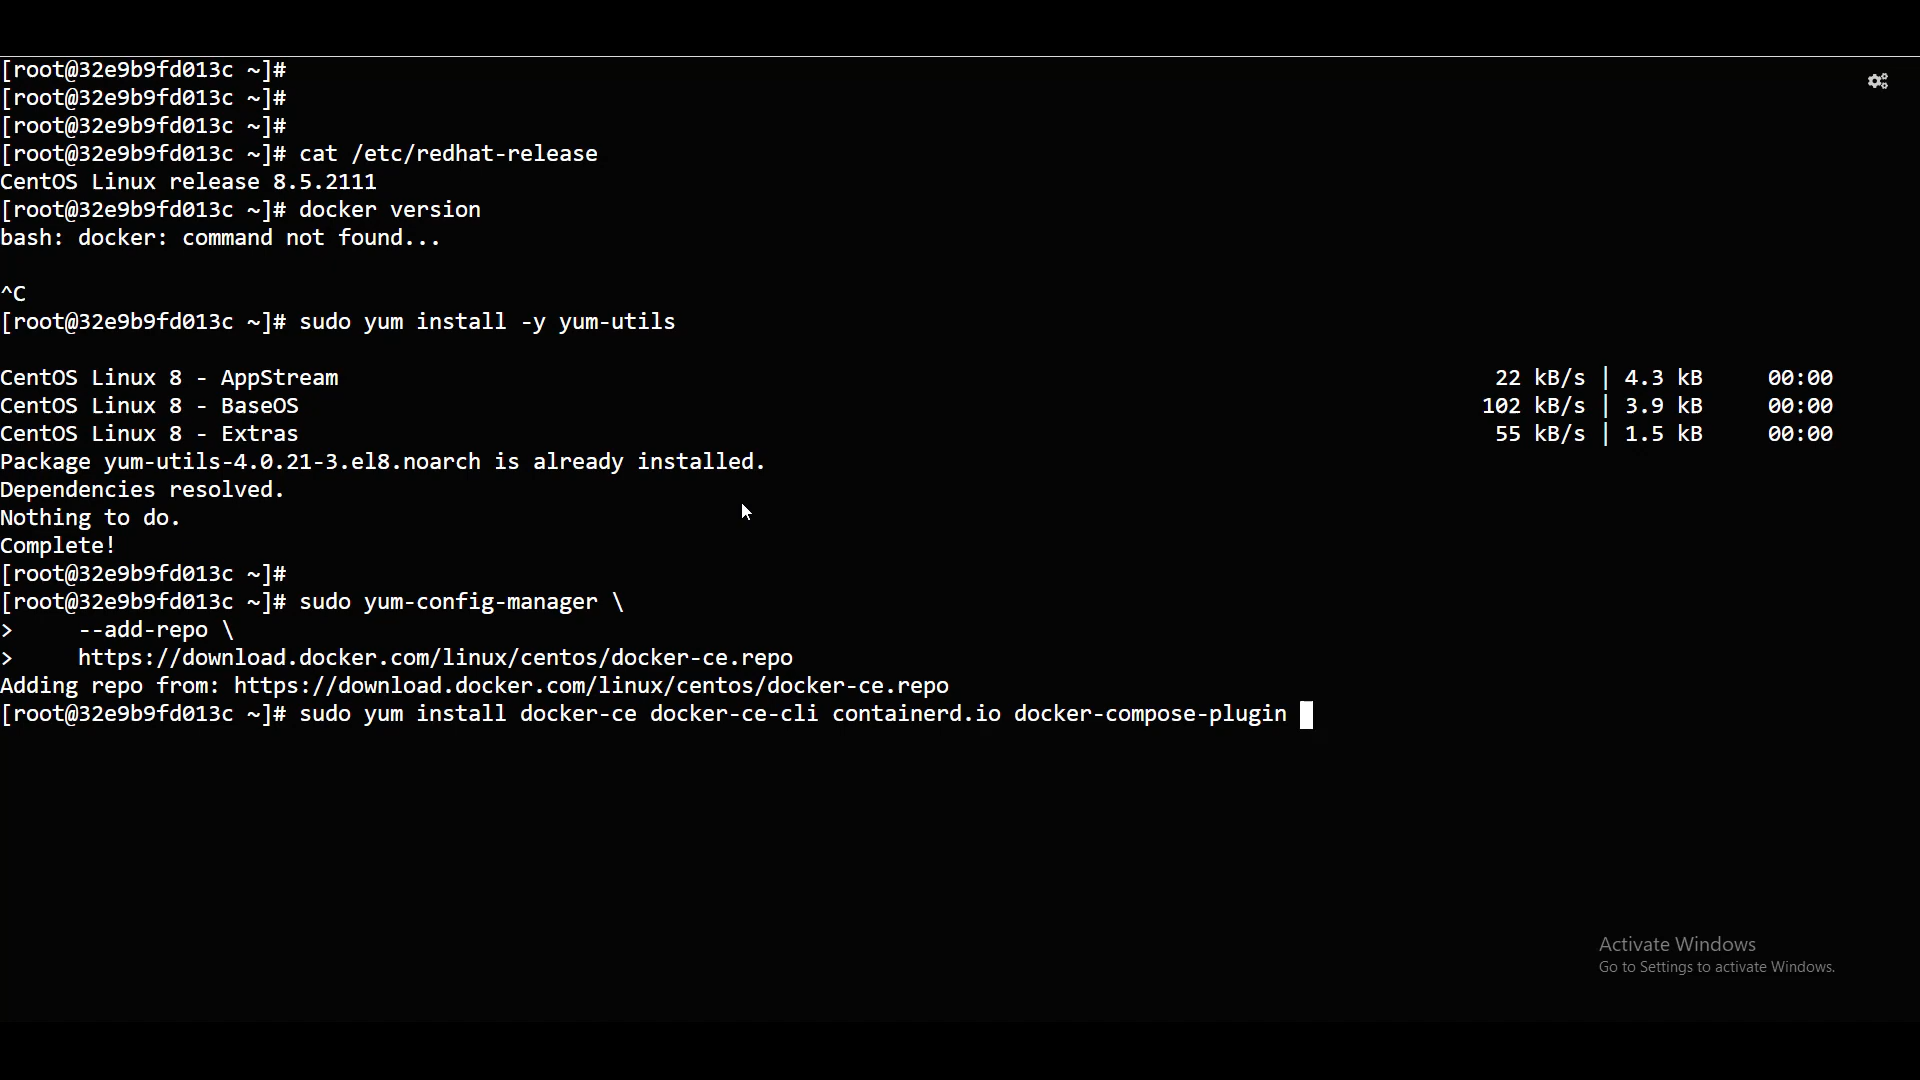 [root@32e9b9fd013c ~]#
[root@32e9b9fd013c ~]#
[root@32e9b9fd013c ~]#
[root@32e9b9fd013c ~]# cat /etc/redhat-release
CentOS Linux release 8.5.2111
[root@32e9b9fd013c ~]# docker version
bash: docker: command not found...
^C
[root@32e9b9fd013c ~]# sudo yum install -y yum-utils
CentOS Linux 8 - AppStream 22 kB/s | 4.3 kB 00:00
CentOS Linux 8 - BaseOS 102 kB/s | 3.9 kB 00:00
CentOS Linux 8 - Extras 55 kB/s | 1.5 kB 00:00
Package yum-utils-4.0.21-3.el8.noarch is already installed.
Dependencies resolved.
Nothing to do.
Complete!
[root@32e9b9fd013c ~]#
[root@32e9b9fd013c ~]# sudo yum-config-manager \
> --add-repo \
> https://download.docker.com/linux/centos/docker-ce.repo
Adding repo from: https://download.docker.com/linux/centos/docker-ce.repo
[root@32e9b9fd013c ~]# sudo yum install docker-ce docker-ce-cli containerd.io docker-compose-plugin
Activate Windows
Go to Settings to activate Windows.